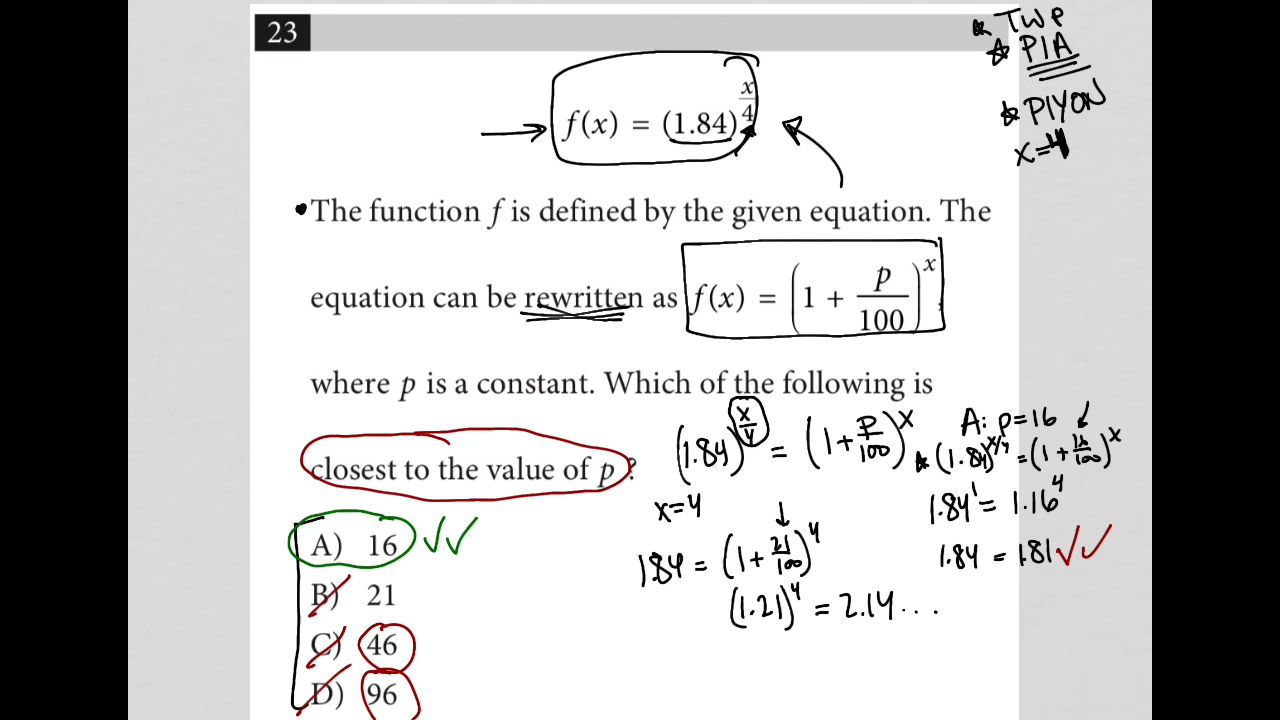 23
* TWP
* PIA
* PIYON
x=4
f(x) = (1.84)^(x/4)
•The function f is defined by the given equation. The
equation can be rewritten as f(x) = (1 + p/100)^x
where p is a constant. Which of the following is
closest to the value of p ?
A) 16 ✓✓
B) 21
C) 46
D) 96
(1.84)^(x/4) = (1 + P/100)^x
x=4
1.84 = (1 + 21/100)^4
(1.21)^4 = 2.14 ...
A: p=16
* (1.84)^(x/4) = (1 + 16/100)^x
1.84^1 = 1.16^4
1.84 = 1.81 ✓✓